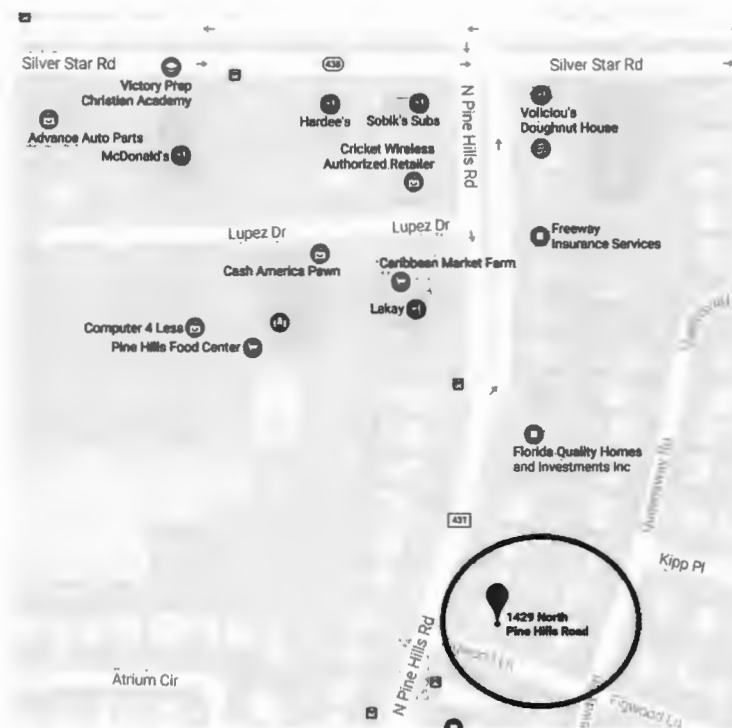 Silver Star Rd
438
Silver Star Rd
Victory Prep
Christian Academy
Advance Auto Parts
McDonald's
Hardee's
Sobik's Subs
Cricket Wireless
Authorized Retailer
N Pine Hills Rd
Voliciou's
Doughnut House
Lupez Dr
Lupez Dr
Freeway
Insurance Services
Cash America Pawn
Caribbean Market Farm
Lakay
Computer 4 Less
Pine Hills Food Center
Florida Quality Homes
and Investments Inc
431
Kipp Pl
1429 North
Pine Hills Road
N Pine Hills Rd
Atrium Cir
Figwood Ln